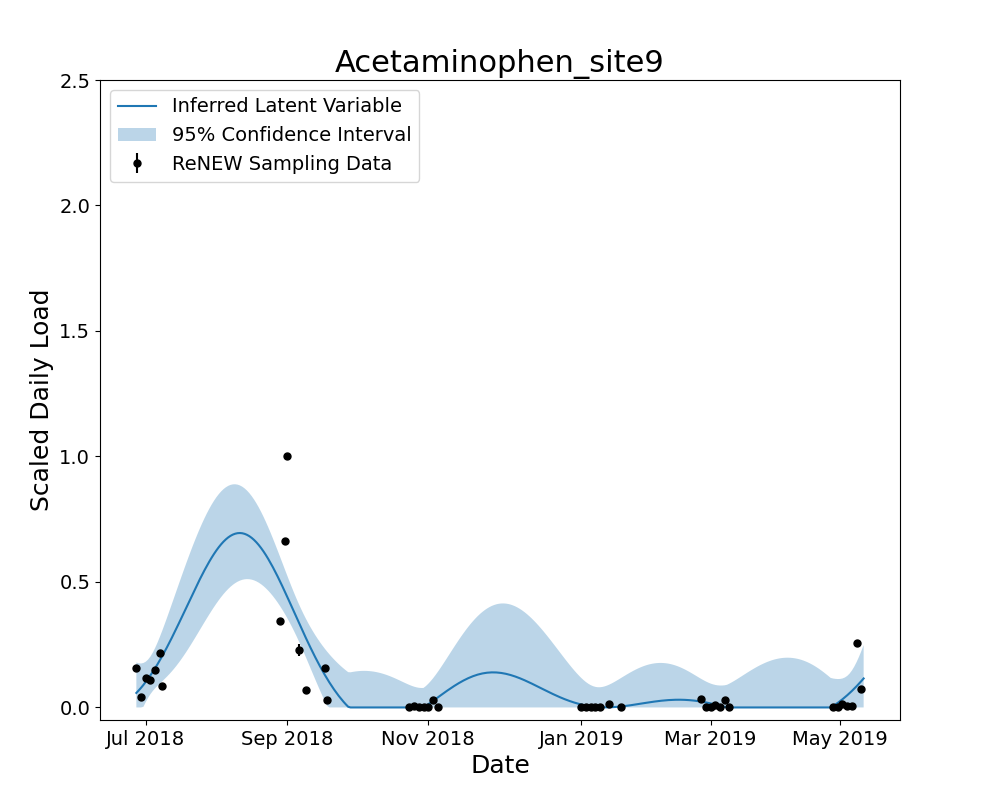 Acetaminophen_site9
2.5
2.0
1.5
1.0
0.5
0.0
Scaled Daily Load
Inferred Latent Variable
95% Confidence Interval
ReNEW Sampling Data
Jul 2018 Sep 2018 Nov 2018 Jan 2019 Mar 2019 May 2019
Date